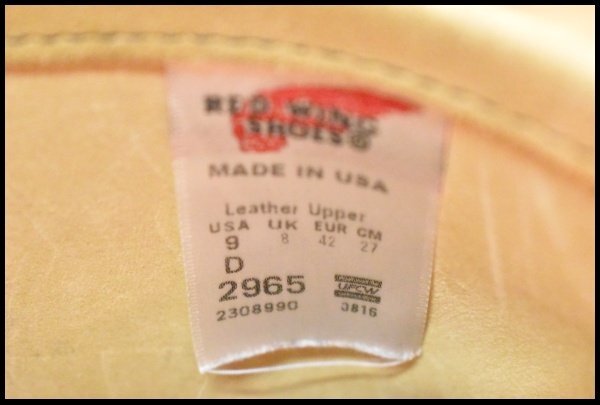 RED WING
SHOES®
MADE IN USA
Leather Upper
USA UK EUR CM
9 8 42 27
D
2965
UFCW
2308990 0816